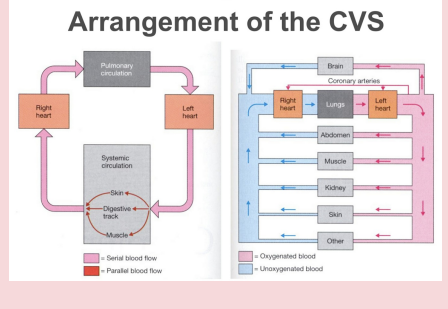 Arrangement of the CVS
Pulmonary
circulation
Right
heart
Left
heart
Systemic
circulation
Skin
Digestive
track
Muscle
= Serial blood flow
= Parallel blood flow
Brain
Coronary arteries
Right
heart
Lungs
Left
heart
Abdomen
Muscle
Kidney
Skin
Other
= Oxygenated blood
= Unoxygenated blood